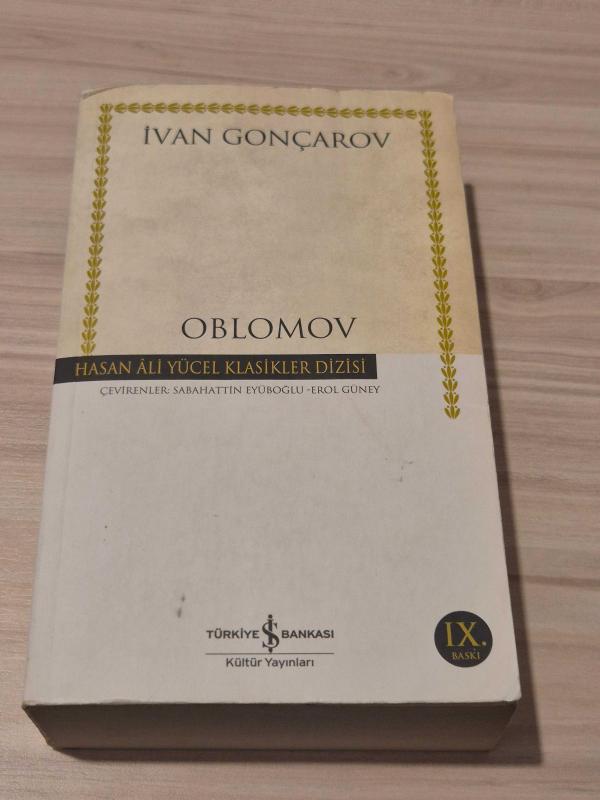 İVAN GONÇAROV
OBLOMOV
HASAN ÂLİ YÜCEL KLASİKLER DİZİSİ
ÇEVİRENLER: SABAHATTİN EYÜBOĞLU -EROL GÜNEY
TÜRKİYE İŞ BANKASI
Kültür Yayınları
IX.
BASKI